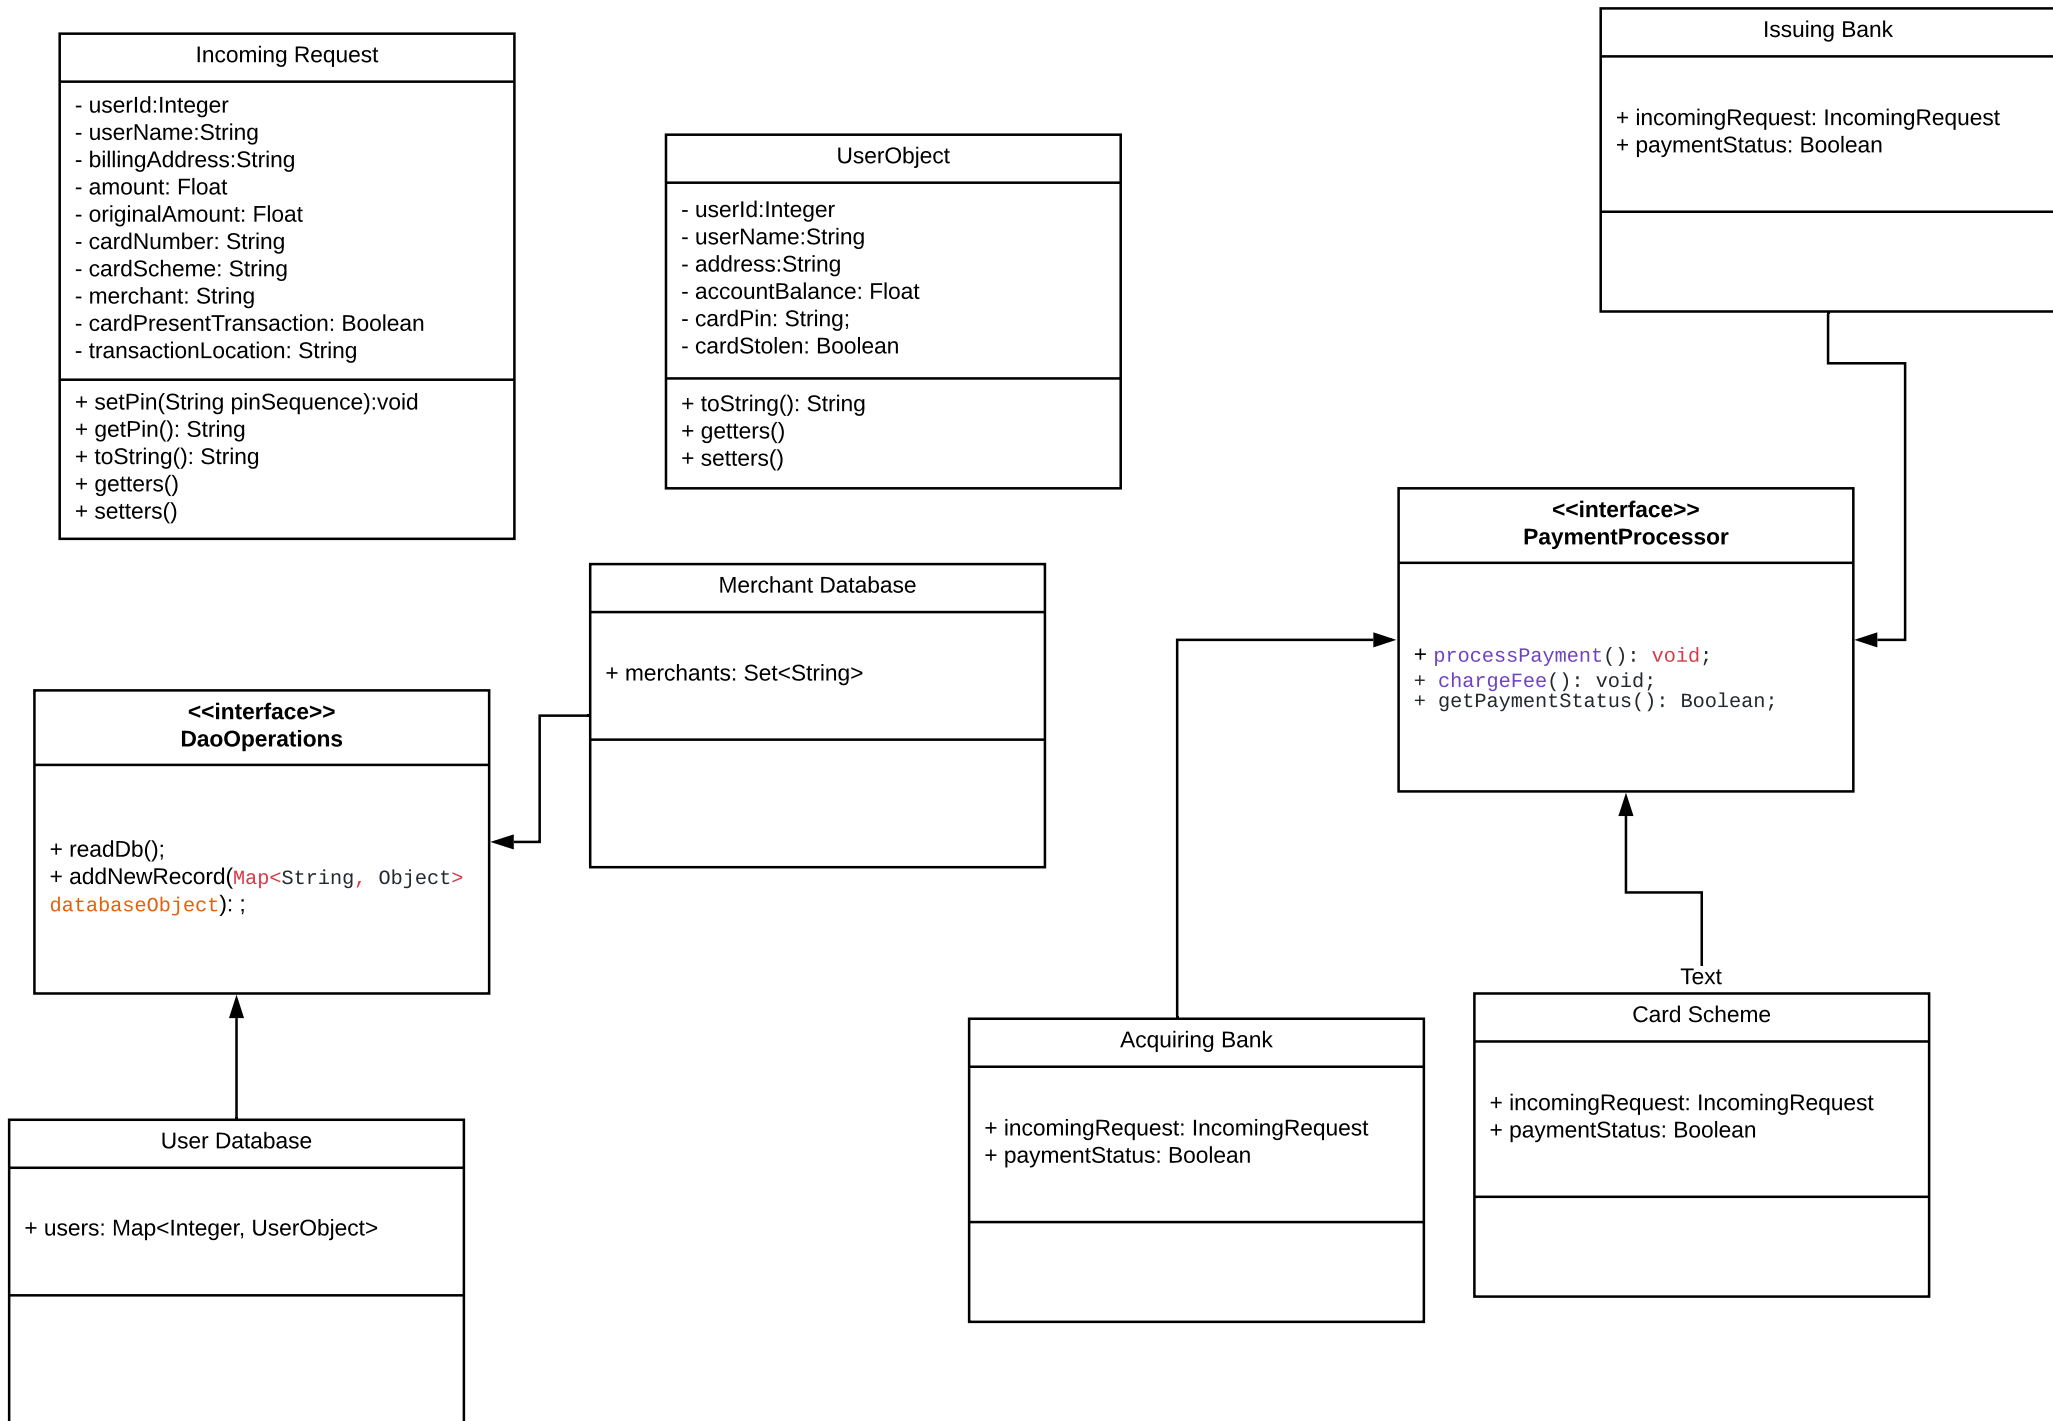 Incoming Request
- userId:Integer
- userName:String
- billingAddress:String
- amount: Float
- originalAmount: Float
- cardNumber: String
- cardScheme: String
- merchant: String
- cardPresentTransaction: Boolean
- transactionLocation: String
+ setPin(String pinSequence):void
+ getPin(): String
+ toString(): String
+ getters()
+ setters()
UserObject
- userId:Integer
- userName:String
- address:String
- accountBalance: Float
- cardPin: String;
- cardStolen: Boolean
+ toString(): String
+ getters()
+ setters()
Issuing Bank
+ incomingRequest: IncomingRequest
+ paymentStatus: Boolean
<<interface>>
PaymentProcessor
+ processPayment(): void;
+ chargeFee(): void;
+ getPaymentStatus(): Boolean;
Merchant Database
+ merchants: Set<String>
<<interface>>
DaoOperations
+ readDb();
+ addNewRecord(Map<String, Object>
databaseObject): ;
User Database
+ users: Map<Integer, UserObject>
Acquiring Bank
+ incomingRequest: IncomingRequest
+ paymentStatus: Boolean
Text
Card Scheme
+ incomingRequest: IncomingRequest
+ paymentStatus: Boolean